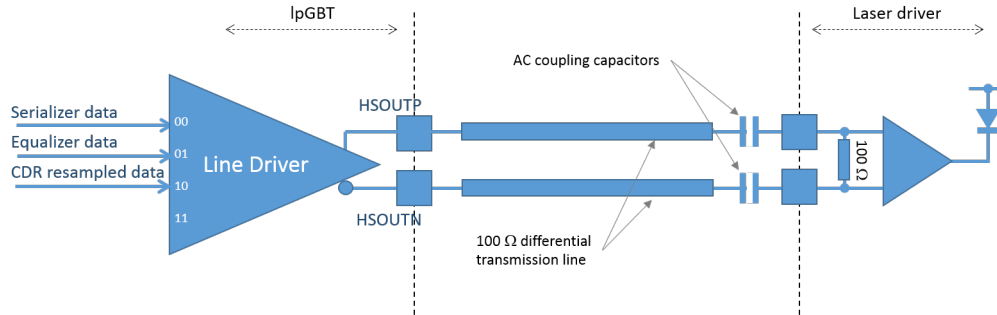 lpGBT
Laser driver
AC coupling capacitors
HSOUTP
Serializer data
00
Equalizer data
01
Line Driver
CDR resampled data
10
11
HSOUTN
100 Ω
100 Ω differential
transmission line